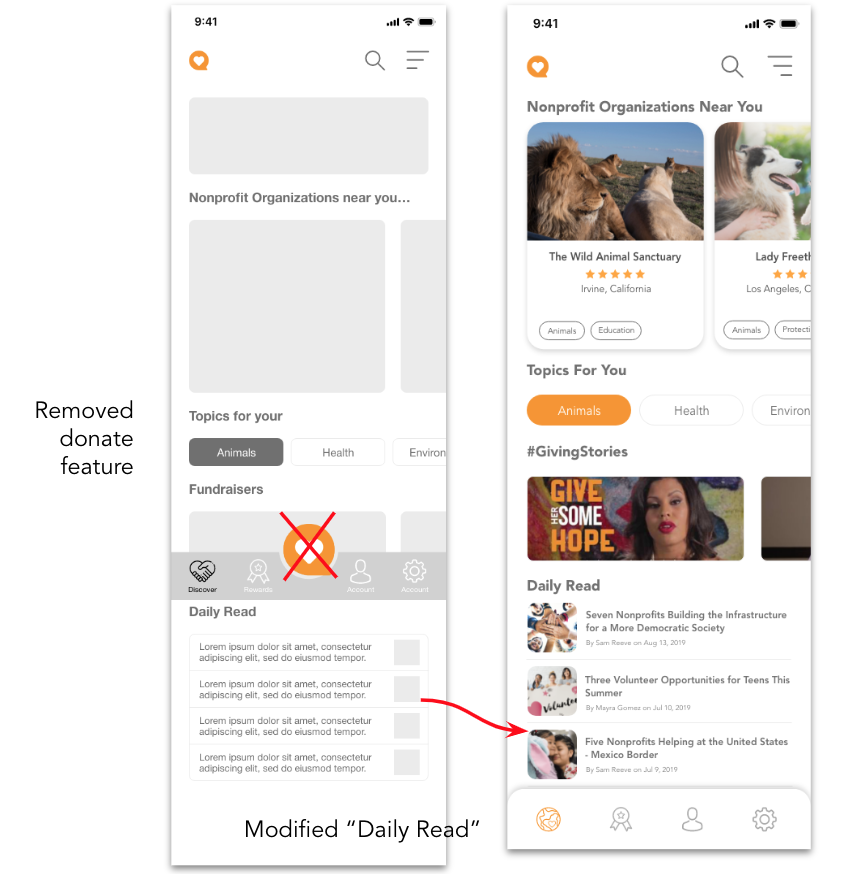 Removed
donate
feature
9:41
Nonprofit Organizations near you...
Topics for your
Animals
Health
Environ
Fundraisers
Discover
Rewards
Account
Account
Daily Read
Lorem ipsum dolor sit amet, consectetur
adipiscing elit, sed do eiusmod tempor.
Lorem ipsum dolor sit amet, consectetur
adipiscing elit, sed do eiusmod tempor.
Lorem ipsum dolor sit amet, consectetur
adipiscing elit, sed do eiusmod tempor.
Lorem ipsum dolor sit amet, consectetur
adipiscing elit, sed do eiusmod tempor.
Modified “Daily Read”
9:41
Nonprofit Organizations Near You
The Wild Animal Sanctuary
Irvine, California
Animals
Education
Lady Freeth
Los Angeles, C
Animals
Protecti
Topics For You
Animals
Health
Environ
#GivingStories
GIVE
HER SOME
HOPE
Daily Read
Seven Nonprofits Building the Infrastructure
for a More Democratic Society
By Sam Reeve on Aug 13, 2019
Volunte
Three Volunteer Opportunities for Teens This
Summer
By Mayra Gomez on Jul 10, 2019
Five Nonprofits Helping at the United States
- Mexico Border
By Sam Reeve on Jul 9, 2019